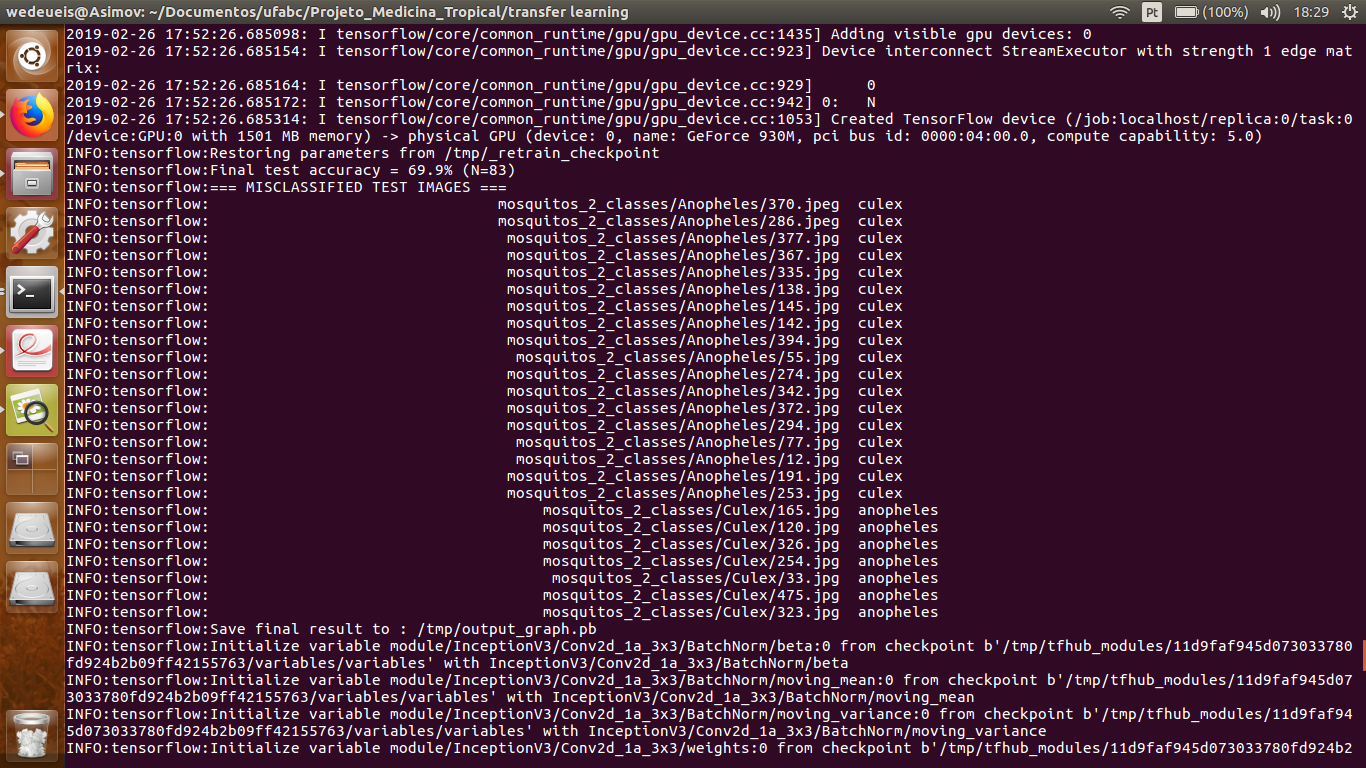 wedeueis@Asimov: ~/Documentos/ufabc/Projeto_Medicina_Tropical/transfer learning
Pt
(100%)
18:29
2019-02-26 17:52:26.685098: I tensorflow/core/common_runtime/gpu/gpu_device.cc:1435] Adding visible gpu devices: 0
2019-02-26 17:52:26.685154: I tensorflow/core/common_runtime/gpu/gpu_device.cc:923] Device interconnect StreamExecutor with strength 1 edge mat
rix:
2019-02-26 17:52:26.685164: I tensorflow/core/common_runtime/gpu/gpu_device.cc:929]      0
2019-02-26 17:52:26.685172: I tensorflow/core/common_runtime/gpu/gpu_device.cc:942] 0:   N
2019-02-26 17:52:26.685314: I tensorflow/core/common_runtime/gpu/gpu_device.cc:1053] Created TensorFlow device (/job:localhost/replica:0/task:0
/device:GPU:0 with 1501 MB memory) -> physical GPU (device: 0, name: GeForce 930M, pci bus id: 0000:04:00.0, compute capability: 5.0)
INFO:tensorflow:Restoring parameters from /tmp/_retrain_checkpoint
INFO:tensorflow:Final test accuracy = 69.9% (N=83)
INFO:tensorflow:=== MISCLASSIFIED TEST IMAGES ===
INFO:tensorflow: mosquitos_2_classes/Anopheles/370.jpeg  culex
INFO:tensorflow: mosquitos_2_classes/Anopheles/286.jpeg  culex
INFO:tensorflow: mosquitos_2_classes/Anopheles/377.jpg  culex
INFO:tensorflow: mosquitos_2_classes/Anopheles/367.jpg  culex
INFO:tensorflow: mosquitos_2_classes/Anopheles/335.jpg  culex
INFO:tensorflow: mosquitos_2_classes/Anopheles/138.jpg  culex
INFO:tensorflow: mosquitos_2_classes/Anopheles/145.jpg  culex
INFO:tensorflow: mosquitos_2_classes/Anopheles/142.jpg  culex
INFO:tensorflow: mosquitos_2_classes/Anopheles/394.jpg  culex
INFO:tensorflow: mosquitos_2_classes/Anopheles/55.jpg  culex
INFO:tensorflow: mosquitos_2_classes/Anopheles/274.jpg  culex
INFO:tensorflow: mosquitos_2_classes/Anopheles/342.jpg  culex
INFO:tensorflow: mosquitos_2_classes/Anopheles/372.jpg  culex
INFO:tensorflow: mosquitos_2_classes/Anopheles/294.jpg  culex
INFO:tensorflow: mosquitos_2_classes/Anopheles/77.jpg  culex
INFO:tensorflow: mosquitos_2_classes/Anopheles/12.jpg  culex
INFO:tensorflow: mosquitos_2_classes/Anopheles/191.jpg  culex
INFO:tensorflow: mosquitos_2_classes/Anopheles/253.jpg  culex
INFO:tensorflow: mosquitos_2_classes/Culex/165.jpg  anopheles
INFO:tensorflow: mosquitos_2_classes/Culex/120.jpg  anopheles
INFO:tensorflow: mosquitos_2_classes/Culex/326.jpg  anopheles
INFO:tensorflow: mosquitos_2_classes/Culex/254.jpg  anopheles
INFO:tensorflow: mosquitos_2_classes/Culex/33.jpg  anopheles
INFO:tensorflow: mosquitos_2_classes/Culex/475.jpg  anopheles
INFO:tensorflow: mosquitos_2_classes/Culex/323.jpg  anopheles
INFO:tensorflow:Save final result to : /tmp/output_graph.pb
INFO:tensorflow:Initialize variable module/InceptionV3/Conv2d_1a_3x3/BatchNorm/beta:0 from checkpoint b'/tmp/tfhub_modules/11d9faf945d073033780
fd924b2b09ff42155763/variables/variables' with InceptionV3/Conv2d_1a_3x3/BatchNorm/beta
INFO:tensorflow:Initialize variable module/InceptionV3/Conv2d_1a_3x3/BatchNorm/moving_mean:0 from checkpoint b'/tmp/tfhub_modules/11d9faf945d07
3033780fd924b2b09ff42155763/variables/variables' with InceptionV3/Conv2d_1a_3x3/BatchNorm/moving_mean
INFO:tensorflow:Initialize variable module/InceptionV3/Conv2d_1a_3x3/BatchNorm/moving_variance:0 from checkpoint b'/tmp/tfhub_modules/11d9faf94
5d073033780fd924b2b09ff42155763/variables/variables' with InceptionV3/Conv2d_1a_3x3/BatchNorm/moving_variance
INFO:tensorflow:Initialize variable module/InceptionV3/Conv2d_1a_3x3/weights:0 from checkpoint b'/tmp/tfhub_modules/11d9faf945d073033780fd924b2